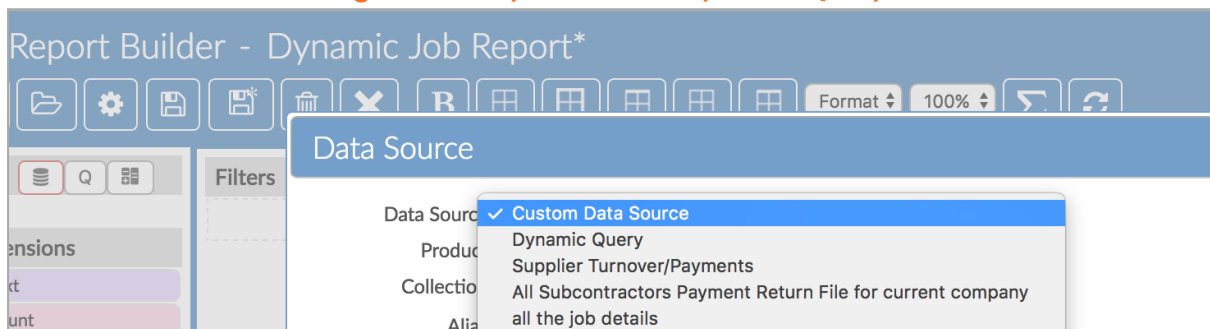 Report Builder - Dynamic Job Report*
B
Format
100%
Σ
Data Source
Q
Filters
Data Sourc
✓ Custom Data Source
Dynamic Query
ensions
Produc
Supplier Turnover/Payments
xt
Collectio
All Subcontractors Payment Return File for current company
unt
Alia
all the job details